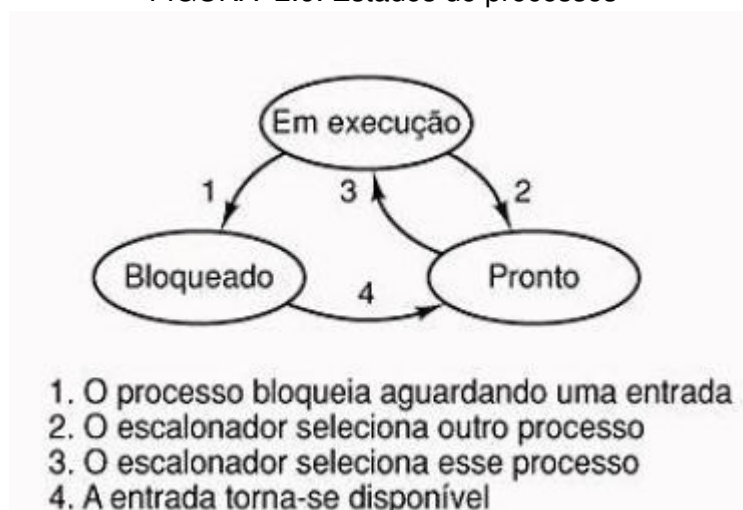 Em execução
1
3
2
Bloqueado
4
Pronto
1. O processo bloqueia aguardando uma entrada
2. O escalonador seleciona outro processo
3. O escalonador seleciona esse processo
4. A entrada torna-se disponível